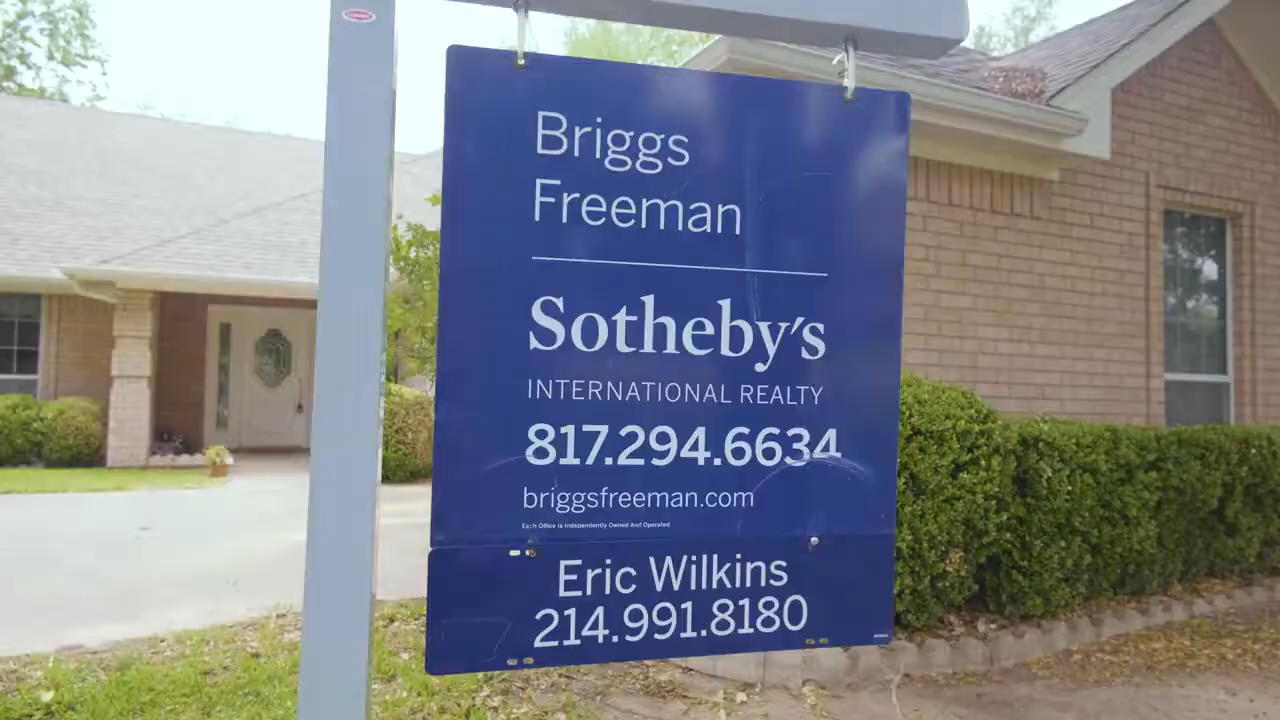 Briggs
Freeman
Sotheby's
INTERNATIONAL REALTY
817.294.6634
briggsfreeman.com
Each Office is Independently Owned And Operated
Eric Wilkins
214.991.8180